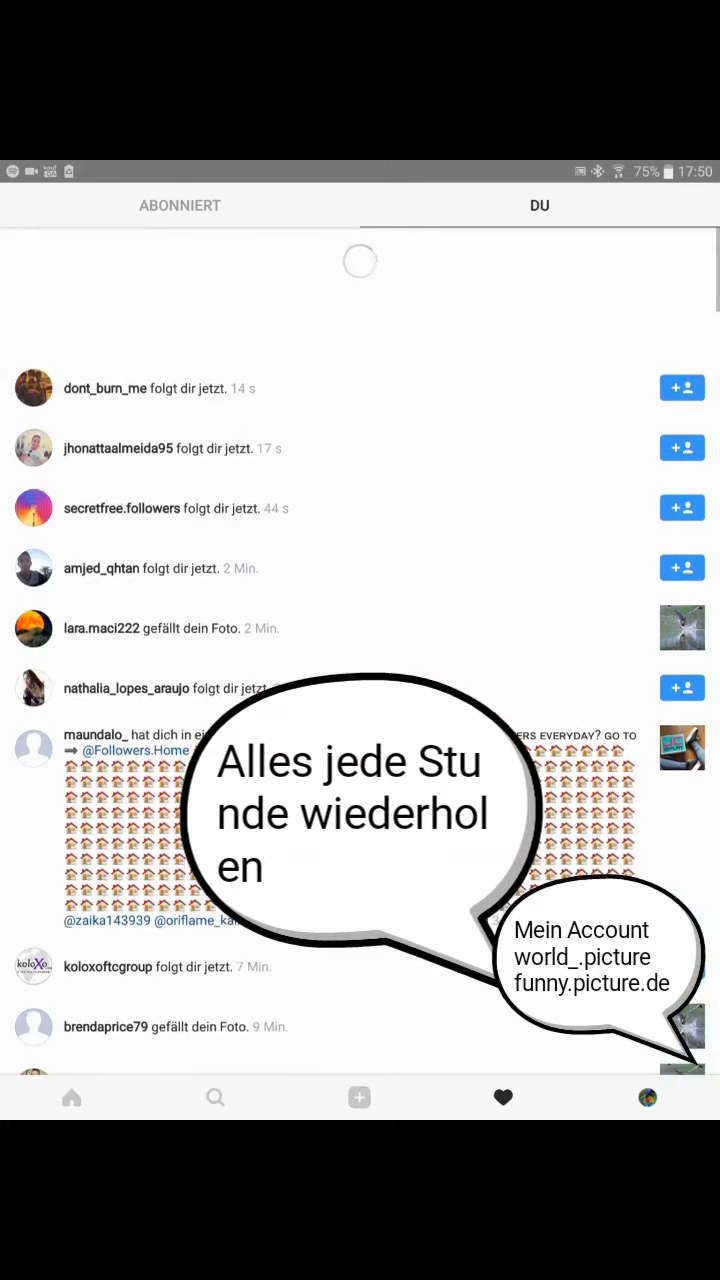 75% 17:50
ABONNIERT DU
dont_burn_me folgt dir jetzt. 14 s
jhonattaalmeida95 folgt dir jetzt. 17 s
secretfree.followers folgt dir jetzt. 44 s
amjed_qhtan folgt dir jetzt. 2 Min.
lara.maci222 gefällt dein Foto. 2 Min.
nathalia_lopes_araujo folgt dir jetzt.
maundalo_ hat dich in EVERYDAY? GO TO
➡ @Followers.Home
@zaika143939
koloxoftcgroup folgt dir jetzt. 7 Min.
brendaprice79 gefällt dein Foto. 9 Min.
Alles jede Stu
nde wiederhol
en
Mein Account
world_.picture
funny.picture.de